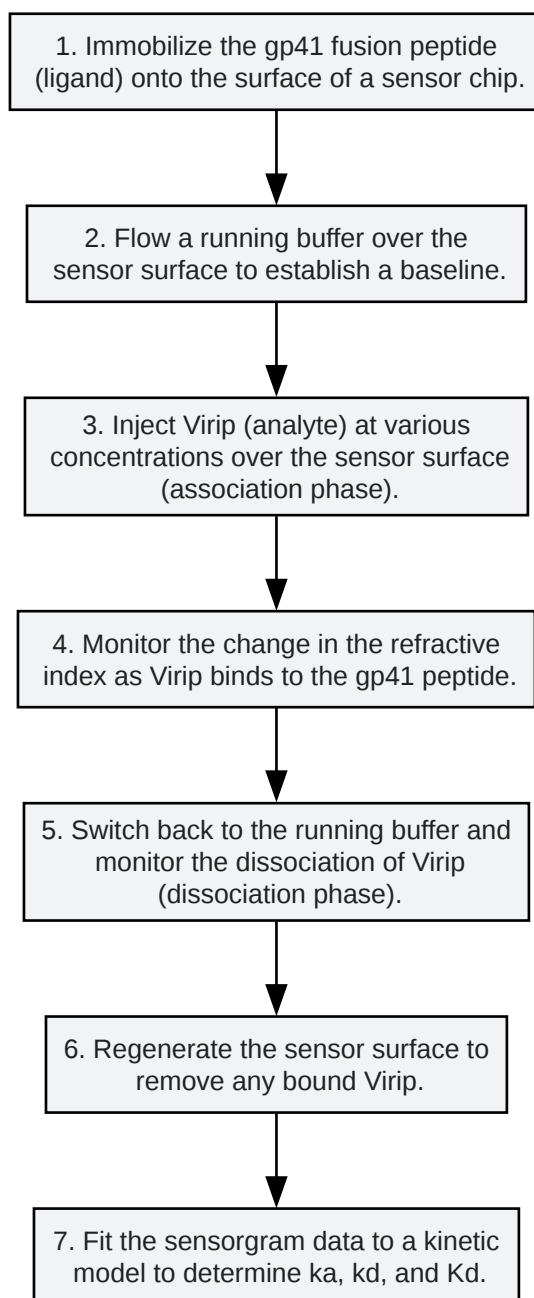 1. Immobilize the gp41 fusion peptide
(ligand) onto the surface of a sensor chip.
2. Flow a running buffer over the
sensor surface to establish a baseline.
3. Inject Virip (analyte) at various
concentrations over the sensor surface
(association phase).
4. Monitor the change in the refractive
index as Virip binds to the gp41 peptide.
5. Switch back to the running buffer and
monitor the dissociation of Virip
(dissociation phase).
6. Regenerate the sensor surface to
remove any bound Virip.
7. Fit the sensorgram data to a kinetic
model to determine ka, kd, and Kd.